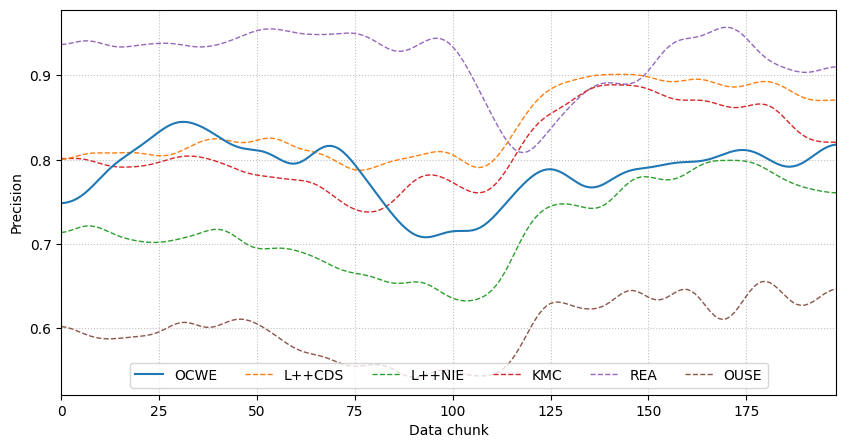 0.9
0.8
0.7
0.6
Precision
OCWE L++CDS L++NIE KMC REA OUSE
0 25 50 75 100 125 150 175
Data chunk